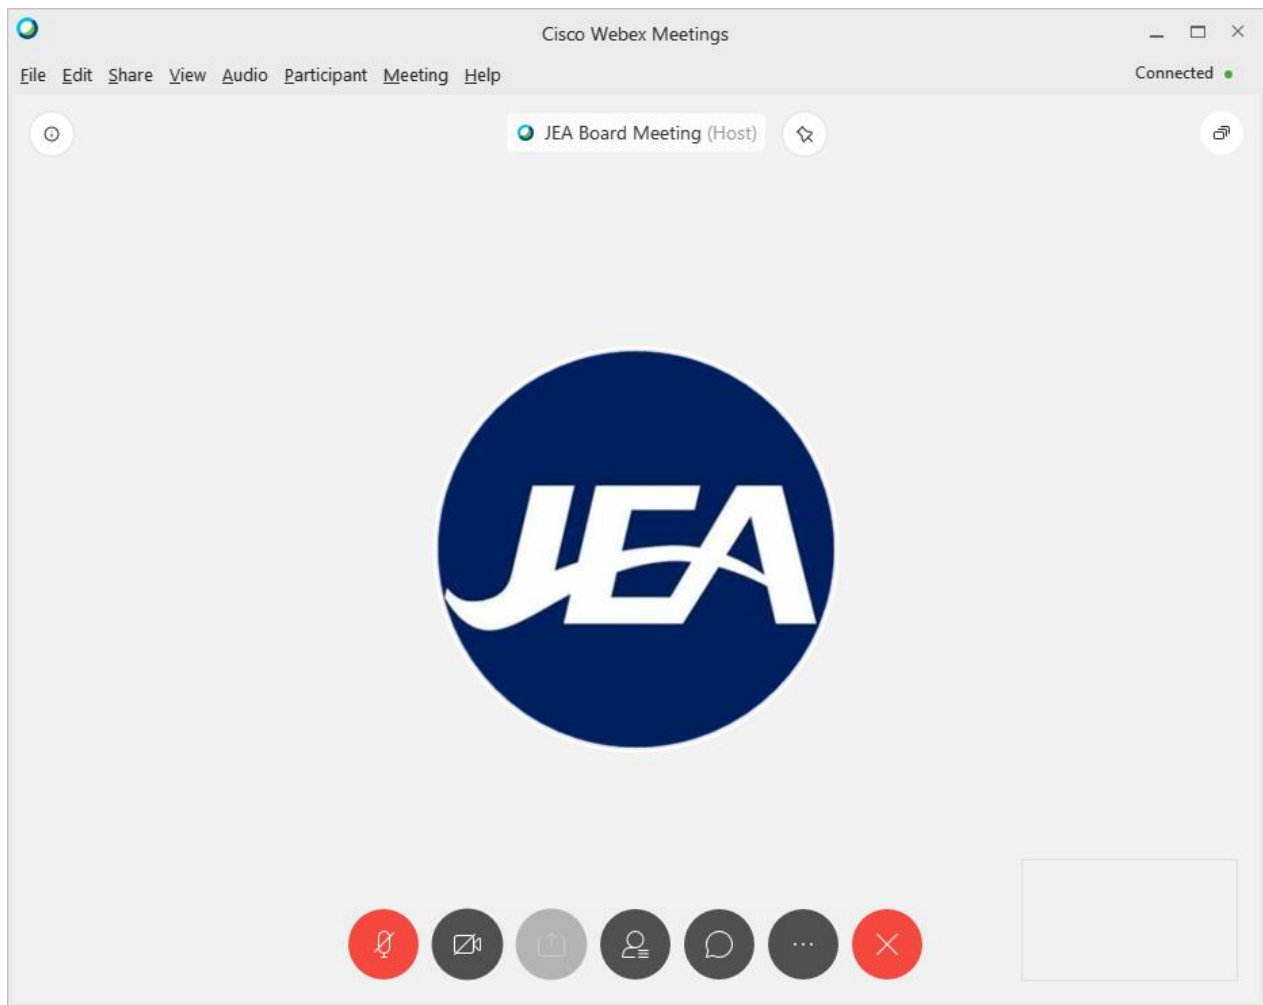 Cisco Webex Meetings
File Edit Share View Audio Participant Meeting Help
Connected
JEA Board Meeting (Host)
JEA